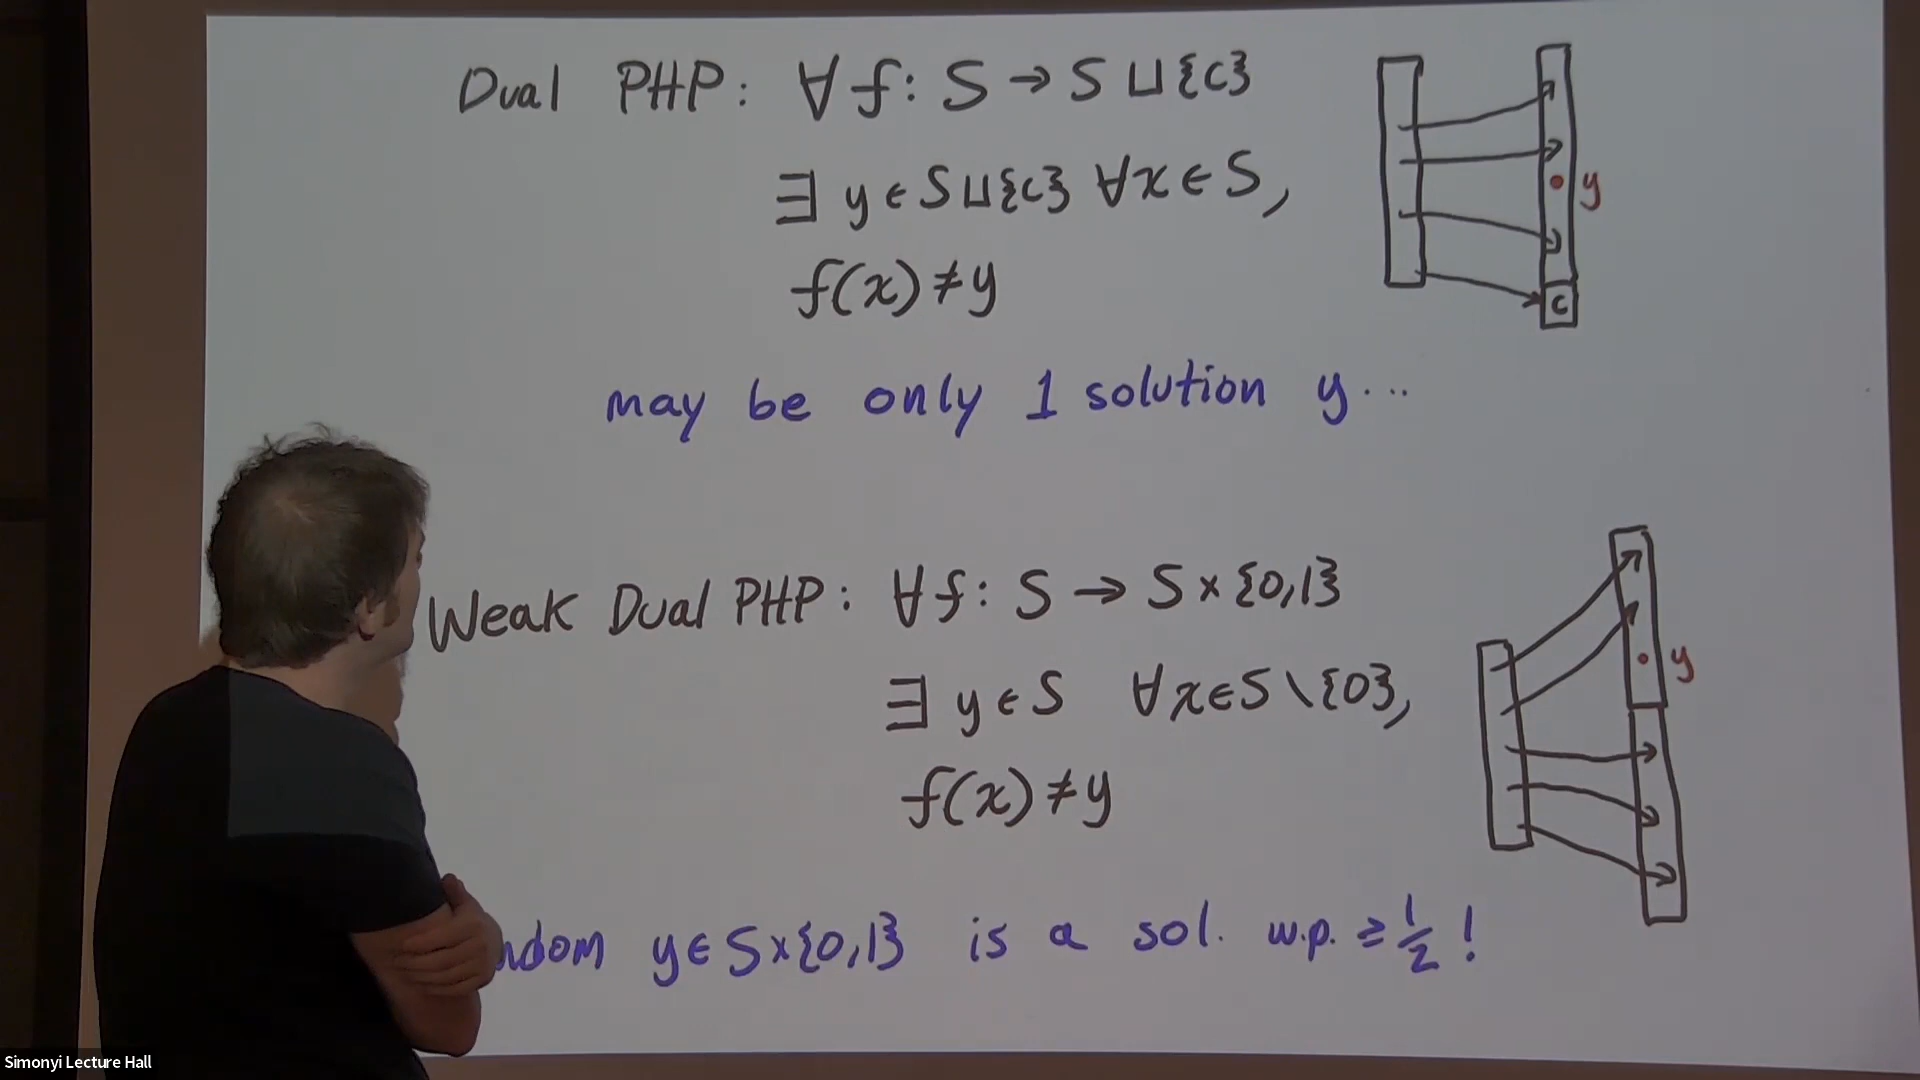 Dual PHP: ∀ f: S → S ⊔ {c}
∃ y ∈ S ⊔ {c} ∀x ∈ S,
f(x) ≠ y
y
c
may be only 1 solution y...
Weak Dual PHP: ∀ f: S → S × {0,1}
∃ y ∈ S ∀x ∈ S \ {0},
f(x) ≠ y
y
y ∈ S × {0,1} is a sol. w.p. ≥ 1/2 !
Simonyi Lecture Hall